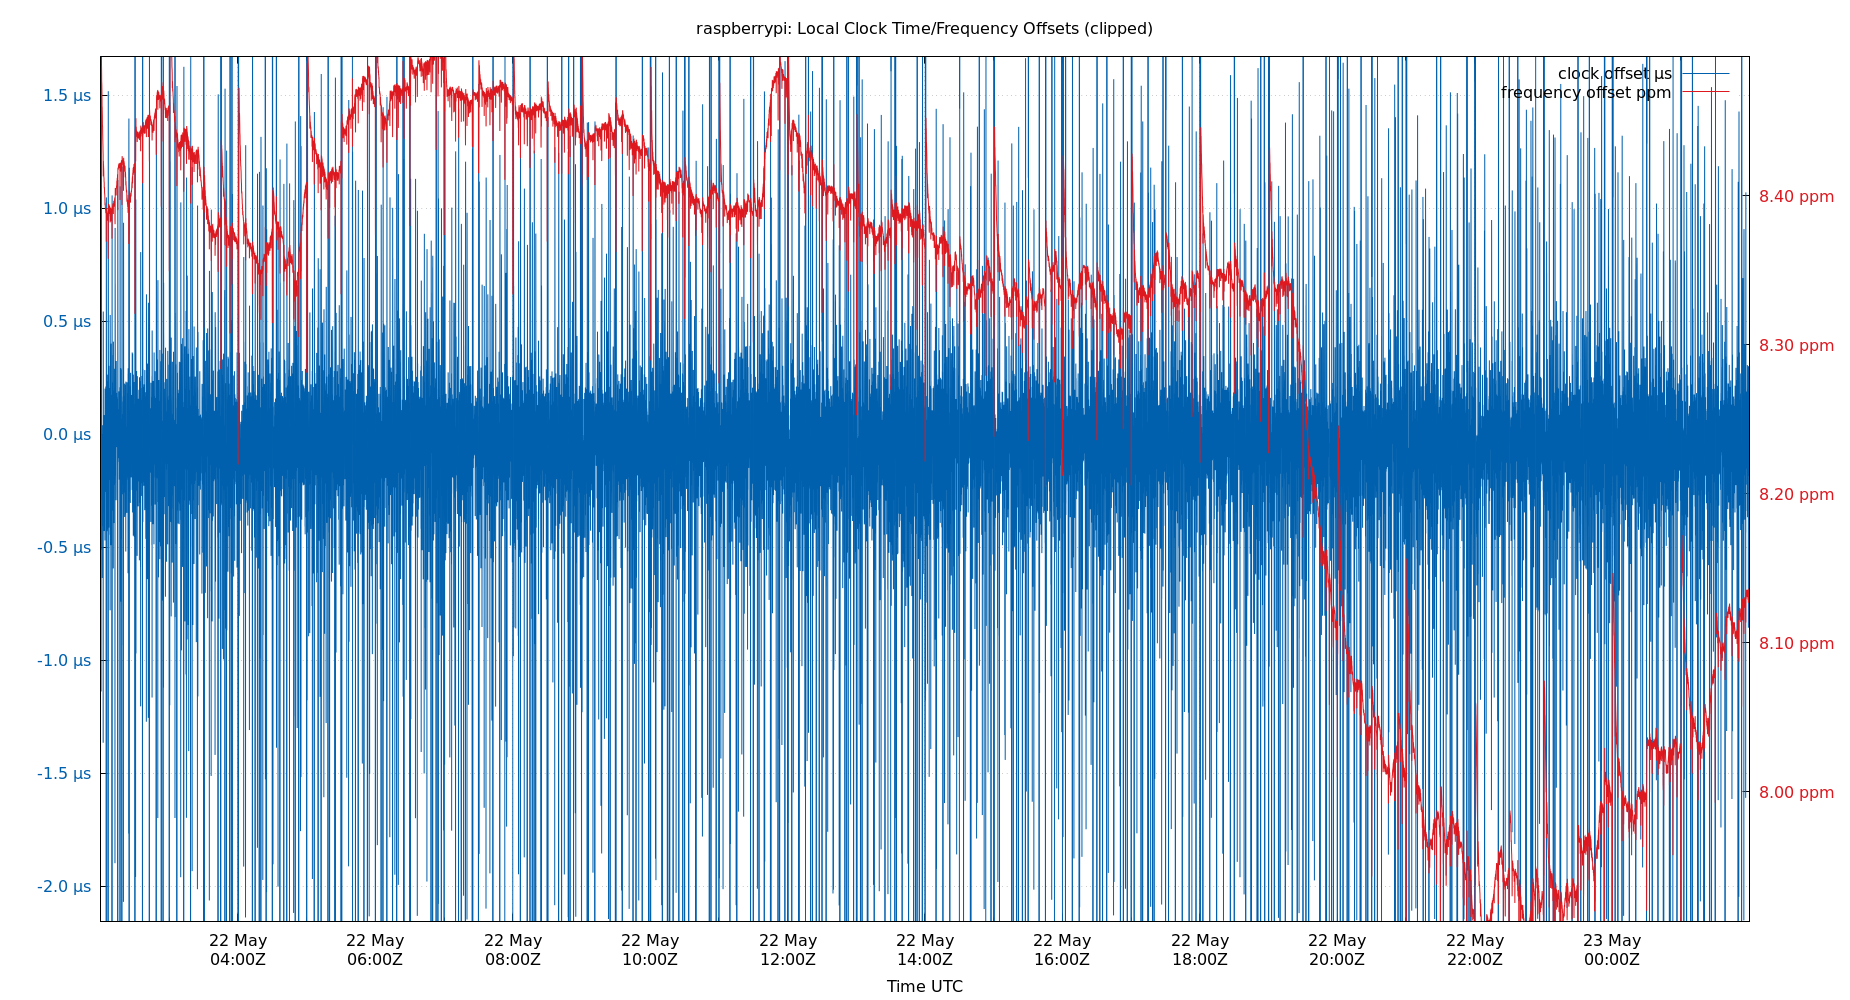 raspberrypi: Local Clock Time/Frequency Offsets (clipped)
clock offset µs
frequency offset ppm
1.5 µs
1.0 µs
0.5 µs
0.0 µs
-0.5 µs
-1.0 µs
-1.5 µs
-2.0 µs
8.40 ppm
8.30 ppm
8.20 ppm
8.10 ppm
8.00 ppm
22 May 22 May 22 May 22 May 22 May 22 May 22 May 22 May 22 May 22 May 23 May
04:00Z 06:00Z 08:00Z 10:00Z 12:00Z 14:00Z 16:00Z 18:00Z 20:00Z 22:00Z 00:00Z
Time UTC